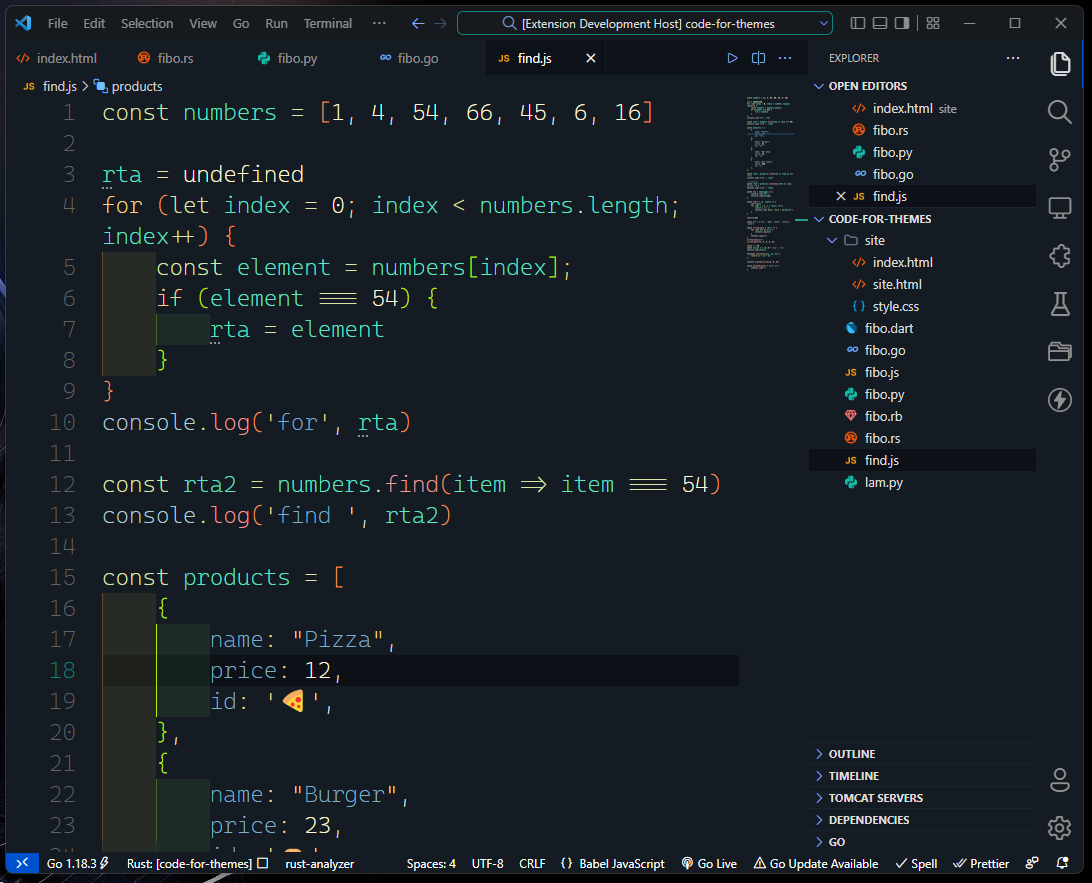 File Edit Selection View Go Run Terminal ··· [Extension Development Host] code-for-themes
index.html fibo.rs fibo.py fibo.go JS find.js
JS find.js > products
1 const numbers = [1, 4, 54, 66, 45, 6, 16]
2
3 rta = undefined
4 for (let index = 0; index < numbers.length;
index++) {
5 const element = numbers[index];
6 if (element === 54) {
7 rta = element
8 }
9 }
10 console.log('for', rta)
11
12 const rta2 = numbers.find(item => item === 54)
13 console.log('find ', rta2)
14
15 const products = [
16 {
17 name: "Pizza",
18 price: 12,
19 id: '🍕',
20 },
21 {
22 name: "Burger",
23 price: 23,
EXPLORER ···
OPEN EDITORS
index.html site
fibo.rs
fibo.py
fibo.go
JS find.js
CODE-FOR-THEMES
site
index.html
site.html
style.css
fibo.dart
fibo.go
JS fibo.js
fibo.py
fibo.rb
fibo.rs
JS find.js
lam.py
OUTLINE
TIMELINE
TOMCAT SERVERS
DEPENDENCIES
GO
Go 1.18.3 Rust: [code-for-themes] rust-analyzer Spaces: 4 UTF-8 CRLF {} Babel JavaScript Go Live Go Update Available Spell Prettier